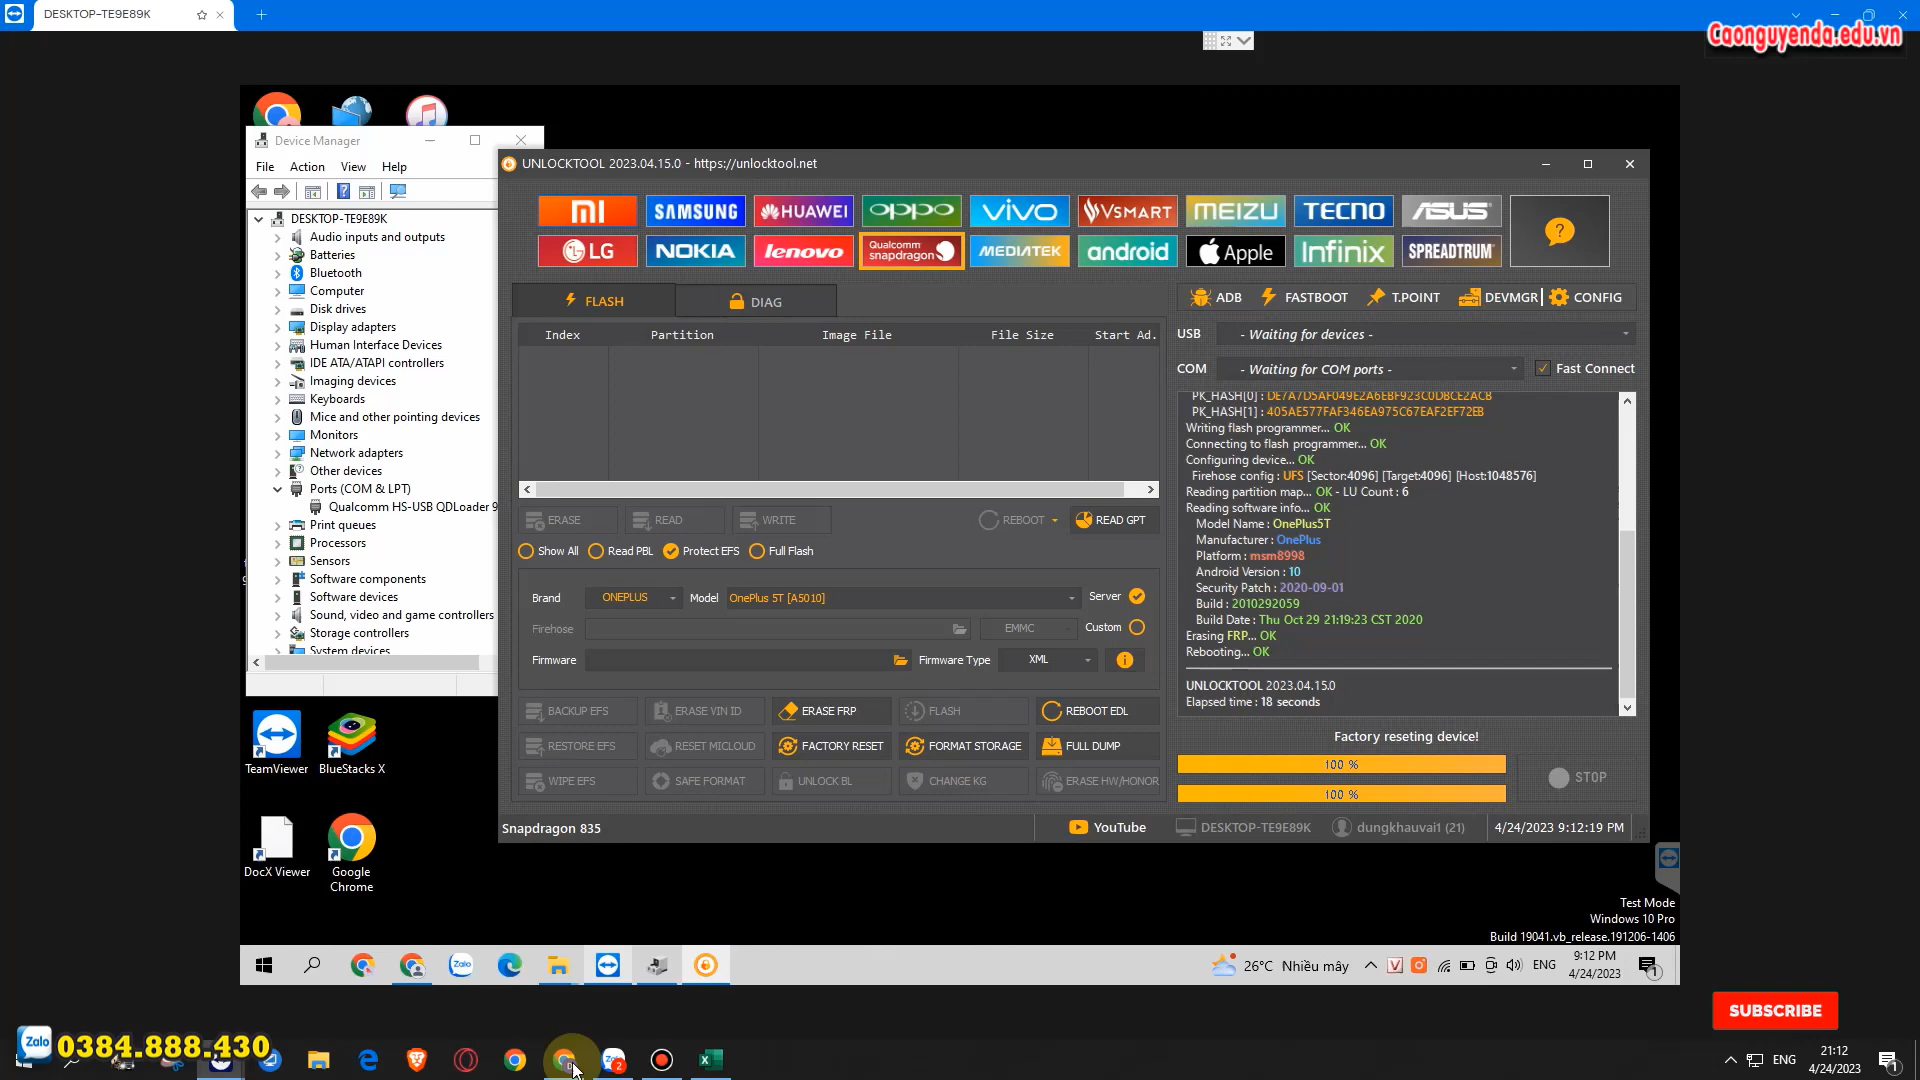 DESKTOP-TE9E89K
Caonguyenda.edu.vn
Device Manager
File Action View Help
DESKTOP-TE9E89K
Audio inputs and outputs
Batteries
Bluetooth
Computer
Disk drives
Display adapters
Human Interface Devices
IDE ATA/ATAPI controllers
Imaging devices
Keyboards
Mice and other pointing devices
Monitors
Network adapters
Other devices
Ports (COM & LPT)
Qualcomm HS-USB QDLoader 9
Print queues
Processors
Sensors
Software components
Software devices
Sound, video and game controllers
Storage controllers
System devices
UNLOCKTOOL 2023.04.15.0 - https://unlocktool.net
MI SAMSUNG HUAWEI oppo vivo VSMART MEIZU TECNO ASUS
LG NOKIA lenovo Qualcomm snapdragon MEDIATEK android Apple Infinix SPREADTRUM
?
FLASH DIAG
ADB FASTBOOT T.POINT DEVMGR CONFIG
Index Partition Image File File Size Start Ad.
USB - Waiting for devices -
COM - Waiting for COM ports - Fast Connect
PK_HASH[0] : DE7A7D5AF049E2A6EBF923C0DBCE2ACB
PK_HASH[1] : 405AE577FAF346EA975C67EAF2EF72EB
Writing flash programmer... OK
Connecting to flash programmer... OK
Configuring device... OK
Firehose config : UFS [Sector:4096] [Target:4096] [Host:1048576]
Reading partition map... OK - LU Count : 6
Reading software info... OK
Model Name : OnePlus5T
Manufacturer : OnePlus
Platform : msm8998
Android Version : 10
Security Patch : 2020-09-01
Build : 2010292059
Build Date : Thu Oct 29 21:19:23 CST 2020
Erasing FRP... OK
Rebooting... OK
UNLOCKTOOL 2023.04.15.0
Elapsed time : 18 seconds
ERASE READ WRITE REBOOT READ GPT
Show All Read PBL Protect EFS Full Flash
Brand ONEPLUS Model OnePlus 5T [A5010] Server
Firehose EMMC Custom
Firmware Firmware Type XML
BACKUP EFS ERASE VIN ID ERASE FRP FLASH REBOOT EDL
RESTORE EFS RESET MICLOUD FACTORY RESET FORMAT STORAGE FULL DUMP
WIPE EFS SAFE FORMAT UNLOCK BL CHANGE KG ERASE HW/HONOR
Factory reseting device!
100 %
100 %
STOP
Snapdragon 835
YouTube DESKTOP-TE9E89K dungkhauvai1 (21) 4/24/2023 9:12:19 PM
TeamViewer
BlueStacks X
DocX Viewer
Google Chrome
Test Mode
Windows 10 Pro
Build 19041.vb_release.191206-1406
Zalo
26°C Nhiều mây
ENG
9:12 PM
4/24/2023
1
SUBSCRIBE
Zalo 0384.888.430
2
ENG
21:12
4/24/2023
1